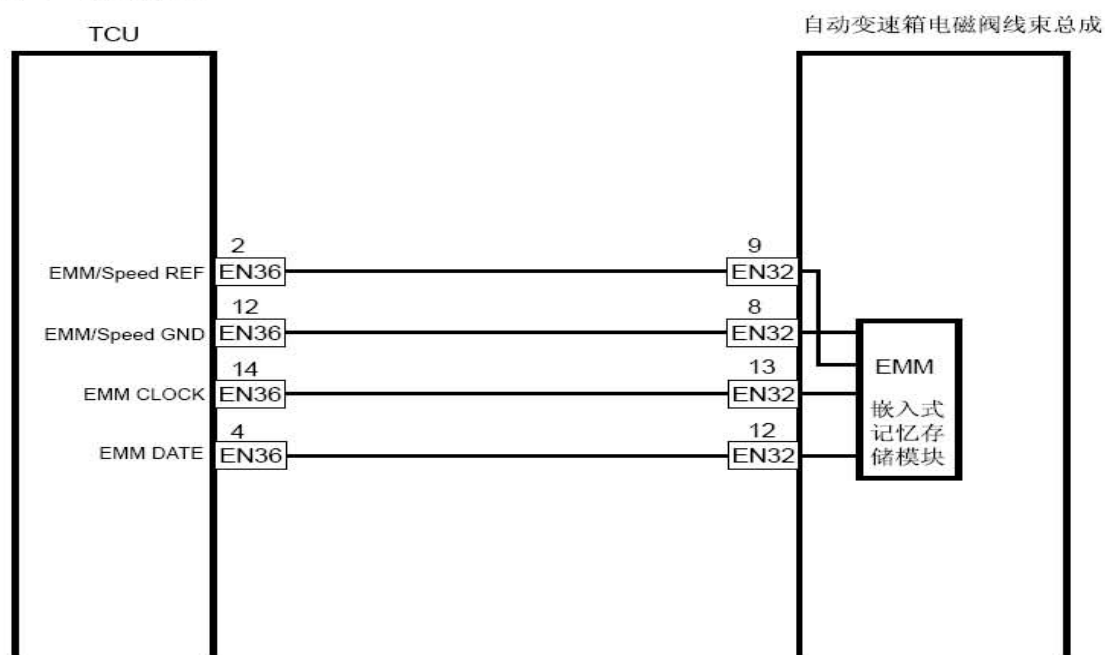 TCU
自动变速箱电磁阀线束总成
2
9
EMM/Speed REF
EN36
EN32
12
8
EMM/Speed GND
EN36
EN32
14
13
EMM CLOCK
EN36
EN32
4
12
EMM DATE
EN36
EN32
EMM
嵌入式
记忆存
储模块